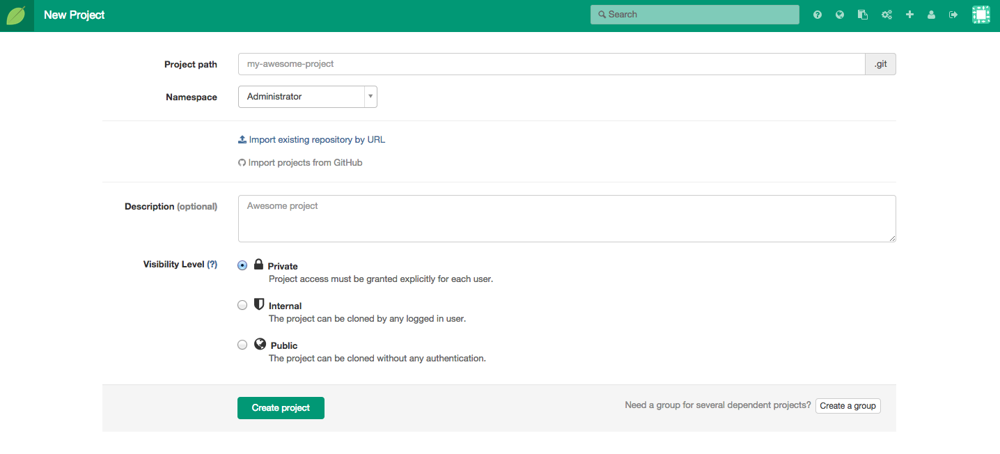 New Project
Search
Project path
my-awesome-project
.git
Namespace
Administrator
Import existing repository by URL
Import projects from GitHub
Description (optional)
Awesome project
Visibility Level (?)
Private
Project access must be granted explicitly for each user.
Internal
The project can be cloned by any logged in user.
Public
The project can be cloned without any authentication.
Create project
Need a group for several dependent projects?
Create a group